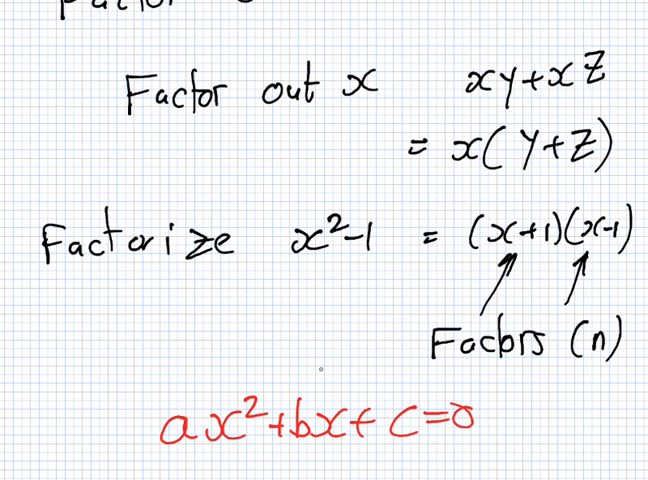 Factor out x xy+xz
= x(y+z)
Factorize x²-1 = (x+1)(x-1)
Factors (n)
ax²+bx+c=0